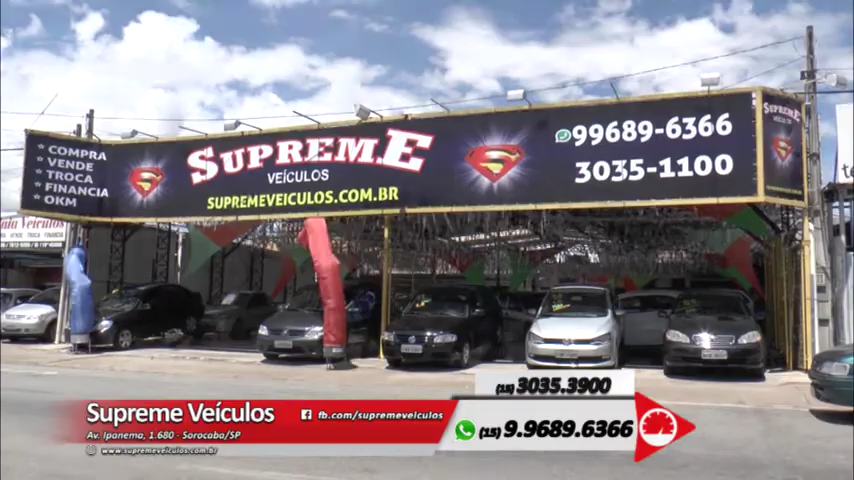 ★ COMPRA
★ VENDE
★ TROCA
★ FINANCIA
★ 0KM
SUPREME
VEÍCULOS
SUPREMEVEICULOS.COM.BR
99689-6366
3035-1100
SUPREME
(15) 3035.3900
Supreme Veículos
Av. Ipanema, 1.680 - Sorocaba/SP
www.supremeveiculos.com.br
fb.com/supremeveiculos
(15) 9.9689.6366